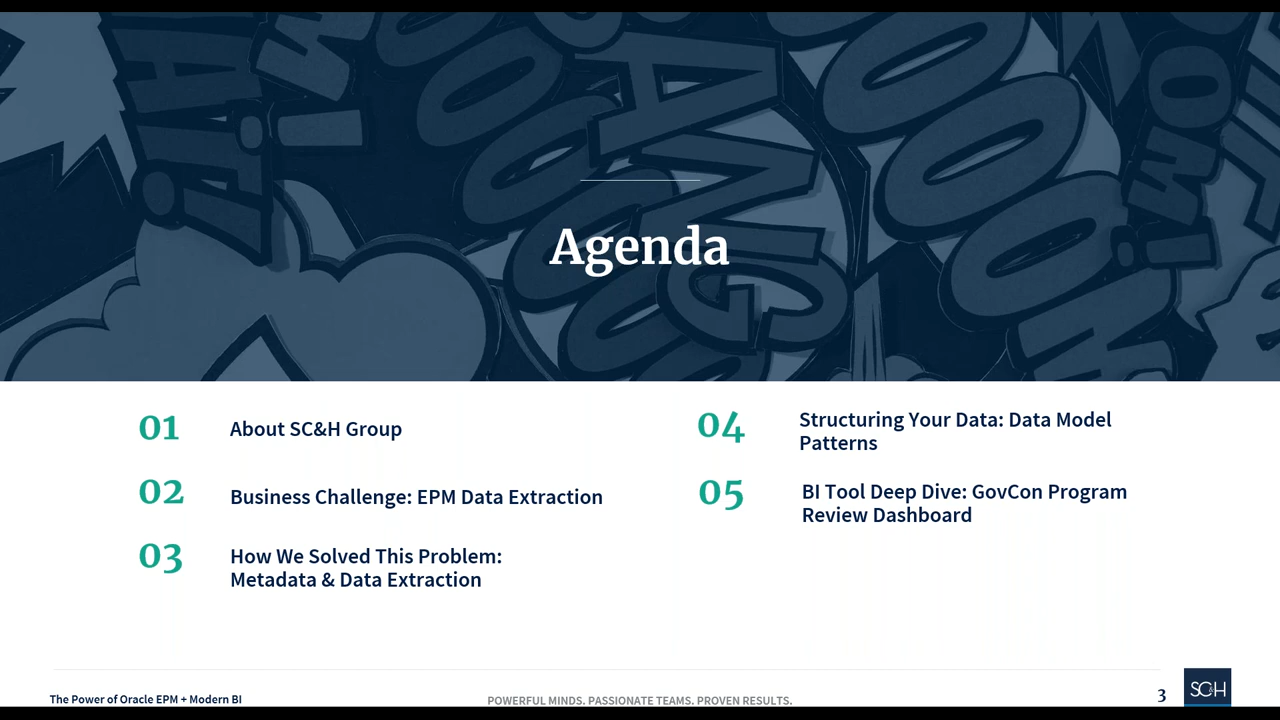 Agenda
01
About SC&H Group
02
Business Challenge: EPM Data Extraction
03
How We Solved This Problem:
Metadata & Data Extraction
04
Structuring Your Data: Data Model
Patterns
05
BI Tool Deep Dive: GovCon Program
Review Dashboard
The Power of Oracle EPM + Modern BI
POWERFUL MINDS. PASSIONATE TEAMS. PROVEN RESULTS.
3
SC&H